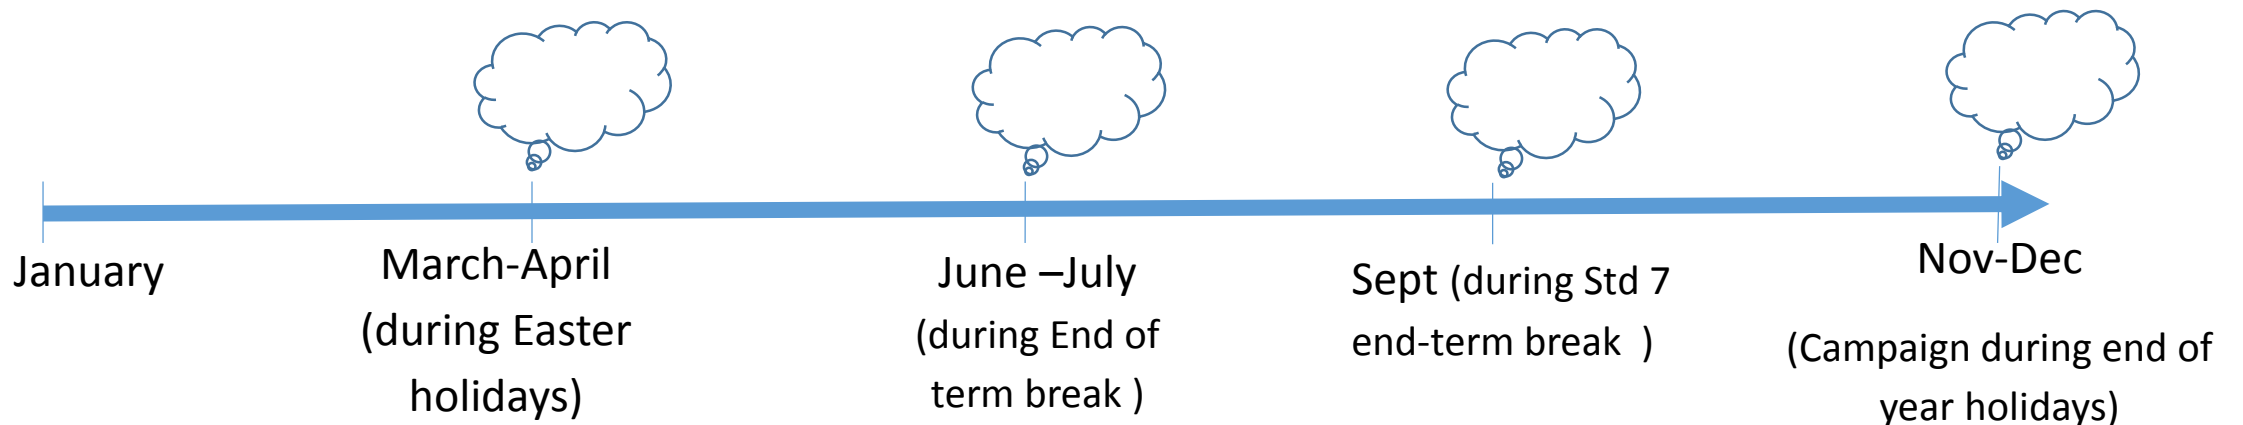 January
March-April
(during Easter
holidays)
June –July
(during End of
term break )
Sept (during Std 7
end-term break  )
Nov-Dec
(Campaign during end of
year holidays)